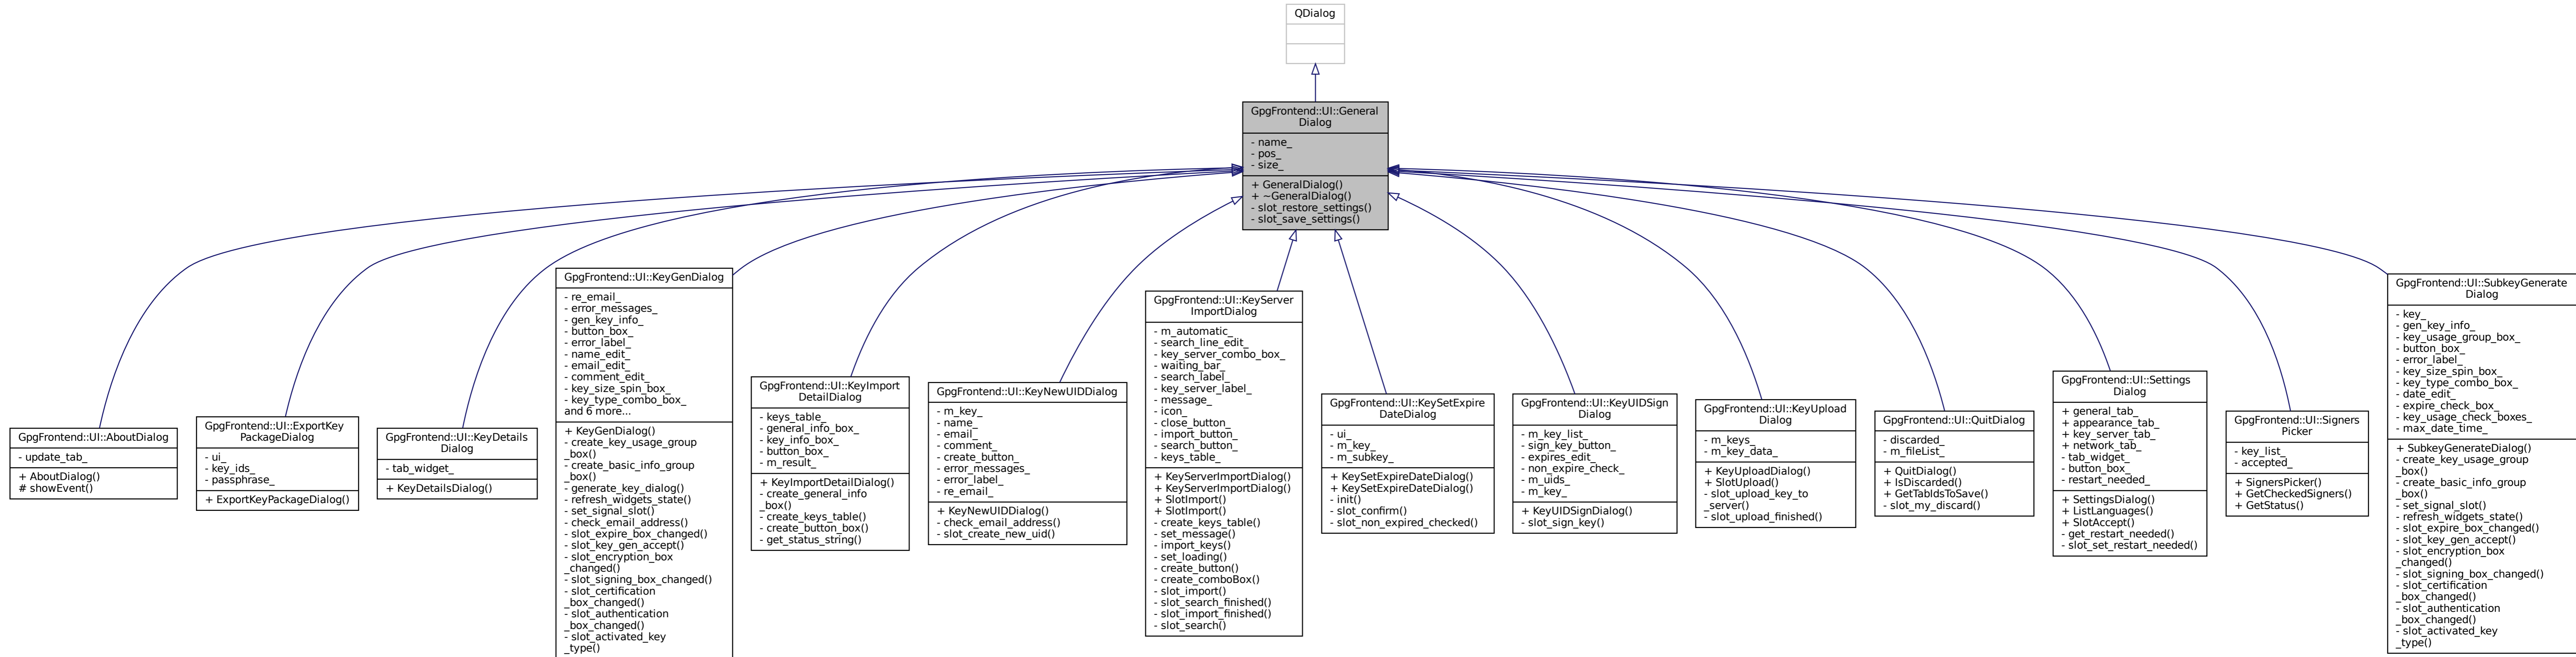 QDialog
GpgFrontend::UI::General
Dialog
- name_
- pos_
- size_
+ GeneralDialog()
+ ~GeneralDialog()
- slot_restore_settings()
- slot_save_settings()
GpgFrontend::UI::AboutDialog
- update_tab_
+ AboutDialog()
# showEvent()
GpgFrontend::UI::ExportKey
PackageDialog
- ui_
- key_ids_
- passphrase_
+ ExportKeyPackageDialog()
GpgFrontend::UI::KeyDetails
Dialog
- tab_widget_
+ KeyDetailsDialog()
GpgFrontend::UI::KeyGenDialog
- re_email_
- error_messages_
- gen_key_info_
- button_box_
- error_label_
- name_edit_
- email_edit_
- comment_edit_
- key_size_spin_box_
- key_type_combo_box_
and 6 more...
+ KeyGenDialog()
- create_key_usage_group
_box()
- create_basic_info_group
_box()
- generate_key_dialog()
- refresh_widgets_state()
- set_signal_slot()
- check_email_address()
- slot_expire_box_changed()
- slot_key_gen_accept()
- slot_encryption_box
_changed()
- slot_signing_box_changed()
- slot_certification
_box_changed()
- slot_authentication
_box_changed()
- slot_activated_key
_type()
GpgFrontend::UI::KeyImport
DetailDialog
- keys_table_
- general_info_box_
- key_info_box_
- button_box_
- m_result_
+ KeyImportDetailDialog()
- create_general_info
_box()
- create_keys_table()
- create_button_box()
- get_status_string()
GpgFrontend::UI::KeyNewUIDDialog
- m_key_
- name_
- email_
- comment_
- create_button_
- error_messages_
- error_label_
- re_email_
+ KeyNewUIDDialog()
- check_email_address()
- slot_create_new_uid()
GpgFrontend::UI::KeyServer
ImportDialog
- m_automatic_
- search_line_edit_
- key_server_combo_box_
- waiting_bar_
- search_label_
- key_server_label_
- message_
- icon_
- close_button_
- import_button_
- search_button_
- keys_table_
+ KeyServerImportDialog()
+ KeyServerImportDialog()
+ SlotImport()
+ SlotImport()
- create_keys_table()
- set_message()
- import_keys()
- set_loading()
- create_button()
- create_comboBox()
- slot_import()
- slot_search_finished()
- slot_import_finished()
- slot_search()
GpgFrontend::UI::KeySetExpire
DateDialog
- ui_
- m_key_
- m_subkey_
+ KeySetExpireDateDialog()
+ KeySetExpireDateDialog()
- init()
- slot_confirm()
- slot_non_expired_checked()
GpgFrontend::UI::KeyUIDSign
Dialog
- m_key_list_
- sign_key_button_
- expires_edit_
- non_expire_check_
- m_uids_
- m_key_
+ KeyUIDSignDialog()
- slot_sign_key()
GpgFrontend::UI::KeyUpload
Dialog
- m_keys_
- m_key_data_
+ KeyUploadDialog()
+ SlotUpload()
- slot_upload_key_to
_server()
- slot_upload_finished()
GpgFrontend::UI::QuitDialog
- discarded_
- m_fileList_
+ QuitDialog()
+ IsDiscarded()
+ GetTabIdsToSave()
- slot_my_discard()
GpgFrontend::UI::Settings
Dialog
+ general_tab_
+ appearance_tab_
+ key_server_tab_
+ network_tab_
- tab_widget_
- button_box_
- restart_needed_
+ SettingsDialog()
+ ListLanguages()
+ SlotAccept()
- get_restart_needed()
- slot_set_restart_needed()
GpgFrontend::UI::Signers
Picker
- key_list_
- accepted_
+ SignersPicker()
+ GetCheckedSigners()
+ GetStatus()
GpgFrontend::UI::SubkeyGenerate
Dialog
- key_
- gen_key_info_
- key_usage_group_box_
- button_box_
- error_label_
- key_size_spin_box_
- key_type_combo_box_
- date_edit_
- expire_check_box_
- key_usage_check_boxes_
- max_date_time_
+ SubkeyGenerateDialog()
- create_key_usage_group
_box()
- create_basic_info_group
_box()
- set_signal_slot()
- refresh_widgets_state()
- slot_expire_box_changed()
- slot_key_gen_accept()
- slot_encryption_box
_changed()
- slot_signing_box_changed()
- slot_certification
_box_changed()
- slot_authentication
_box_changed()
- slot_activated_key
_type()